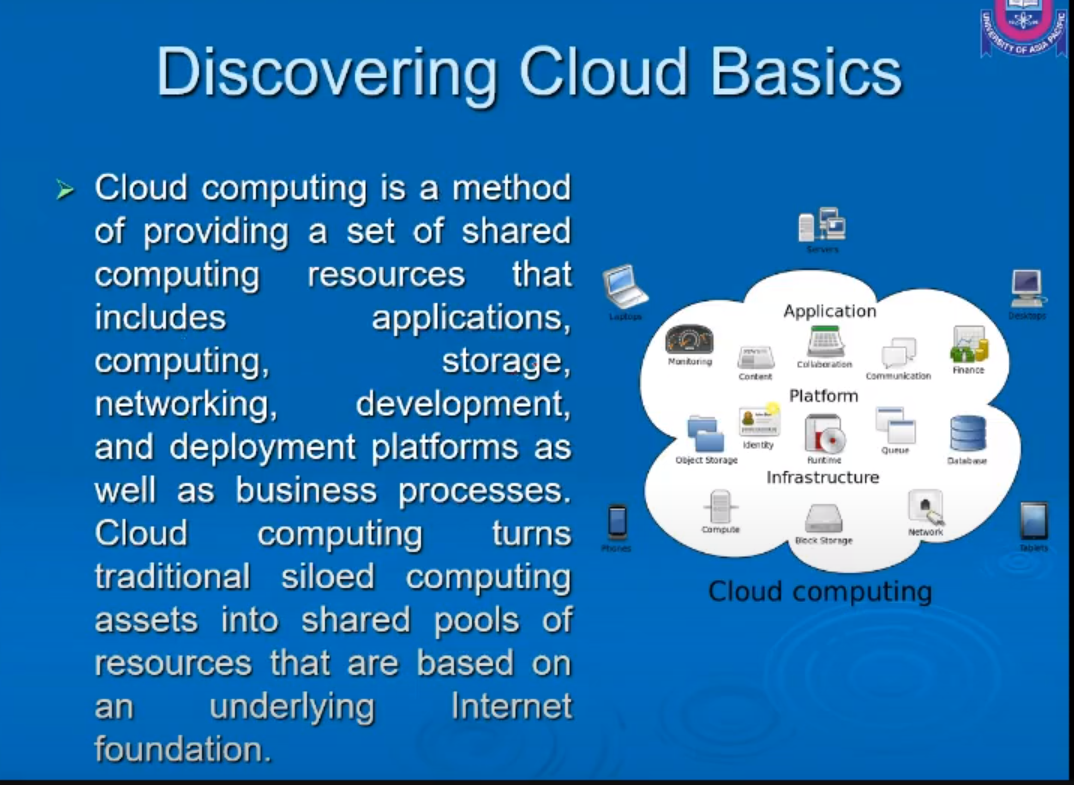 UNIVERSITY OF ASIA PACIFIC
Discovering Cloud Basics
Cloud computing is a method
of providing a set of shared
computing resources that
includes applications,
computing, storage,
networking, development,
and deployment platforms as
well as business processes.
Cloud computing turns
traditional siloed computing
assets into shared pools of
resources that are based on
an underlying Internet
foundation.
Servers
Laptops
Desktops
Application
Monitoring
Content
Collaboration
Communication
Finance
Platform
Object Storage
Identity
Runtime
Queue
Database
Infrastructure
Compute
Block Storage
Network
Phones
Tablets
Cloud computing